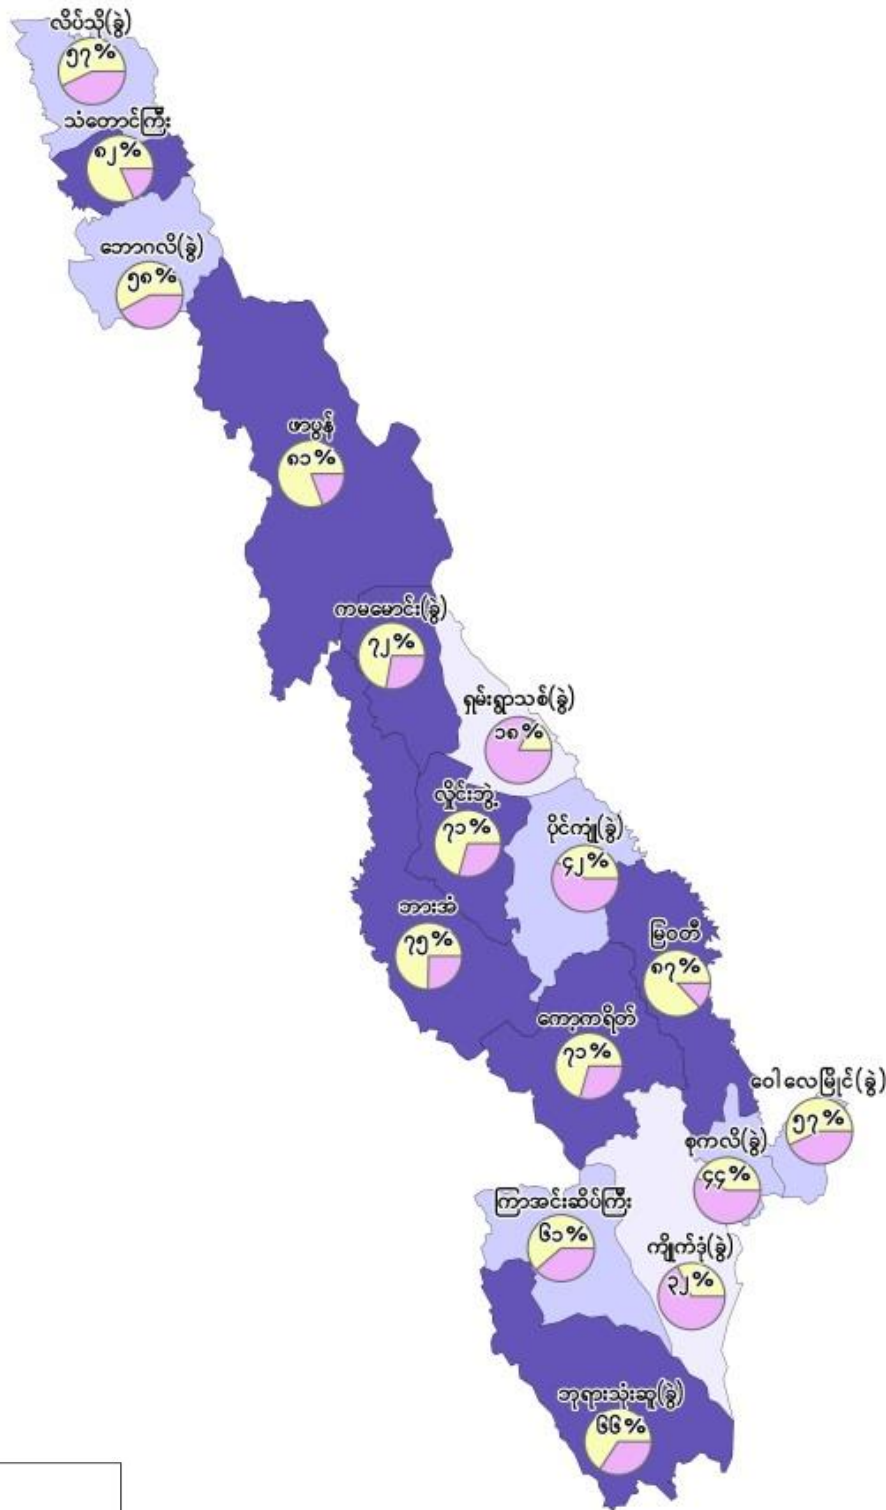 လိပ်သို(ခွဲ)
၅၇%
သံတောင်ကြီး
၈၂%
ဘောဂလိ(ခွဲ)
၅၈%
ဖာပွန်
၈၁%
ကမမောင်း(ခွဲ)
၇၂%
ရှမ်းရွာသစ်(ခွဲ)
၁၈%
လှိုင်းဘွဲ့
၇၁%
ပိုင်ကျုံ(ခွဲ)
၄၂%
ဘားအံ
၇၅%
မြဝတီ
၈၇%
ကော့ကရိတ်
၇၁%
ဝေါလေမြိုင်(ခွဲ)
၅၇%
စုကလိ(ခွဲ)
၄၄%
ကြာအင်းဆိပ်ကြီး
၆၁%
ကျိုက်ဒုံ(ခွဲ)
၃၂%
ဘုရားသုံးဆူ(ခွဲ)
၆၆%